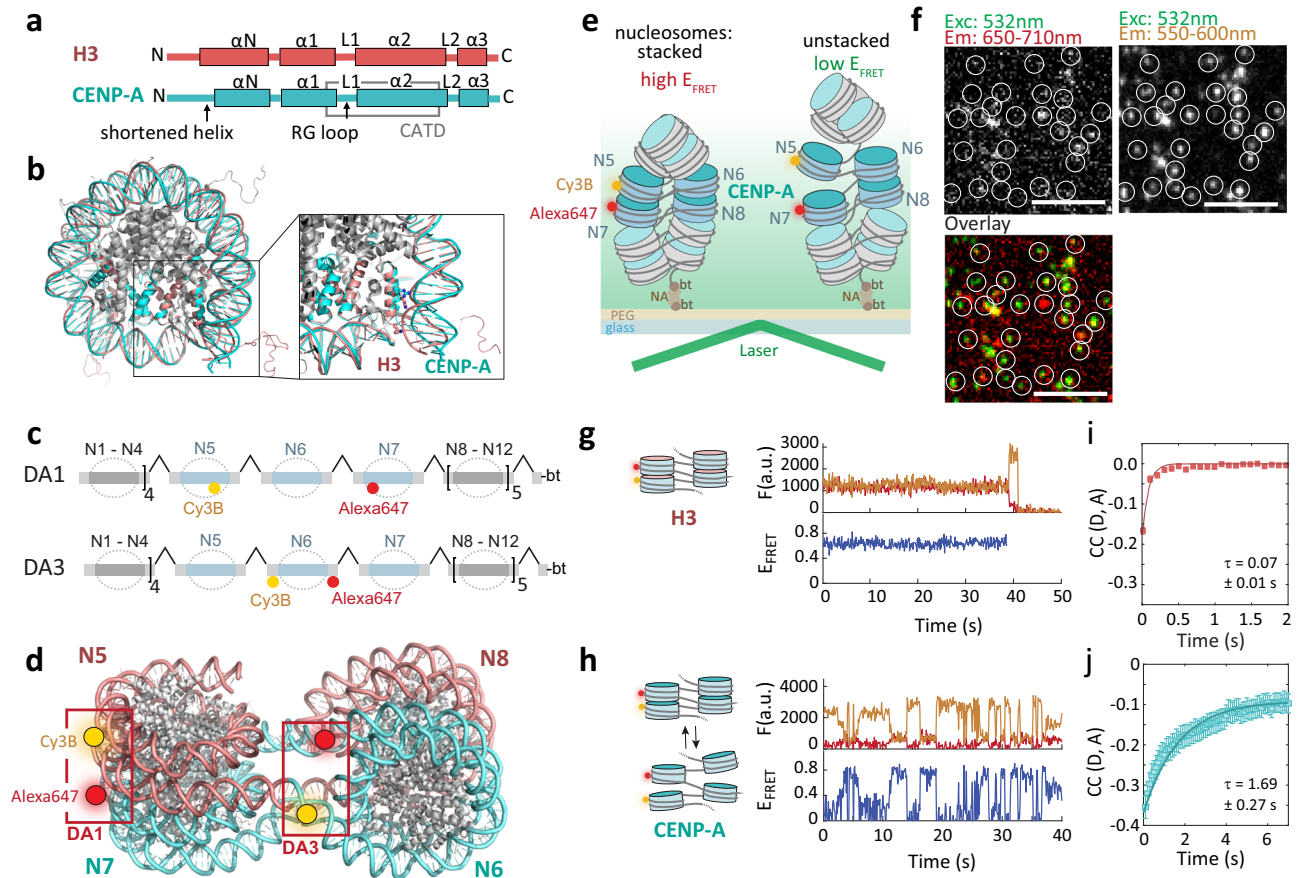 a
αN α1 L1 α2 L2 α3
H3 N C
αN α1 L1 α2 L2 α3
CENP-A N C
shortened helix RG loop CATD
b
H3
CENP-A
c
N1 - N4 N5 N6 N7 N8 - N12
DA1 4 5 -bt
Cy3B Alexa647
N1 - N4 N5 N6 N7 N8 - N12
DA3 4 5 -bt
Cy3B Alexa647
d
N5 N8
Cy3B
Alexa647
DA1 DA3
N7 N6
e
nucleosomes:
stacked unstacked
high E_FRET low E_FRET
N5 N6 N5 N6
Cy3B CENP-A
Alexa647 N8 N7 N8
N7
bt bt
NA NA
bt bt
PEG
glass
Laser
f
Exc: 532nm Exc: 532nm
Em: 650-710nm Em: 550-600nm
Overlay
g
H3
F(a.u.)
3000
2000
1000
0
E_FRET
0.8
0.4
0
0 10 20 30 40 50
Time (s)
h
CENP-A
F(a.u.)
4000
2000
0
E_FRET
0.8
0.4
0
0 10 20 30 40
Time (s)
i
CC (D, A)
0.0
-0.1
-0.2
-0.3
τ = 0.07
± 0.01 s
0 0.5 1 1.5 2
Time (s)
j
CC (D, A)
0
-0.1
-0.2
-0.3
-0.4
τ = 1.69
± 0.27 s
0 2 4 6
Time (s)